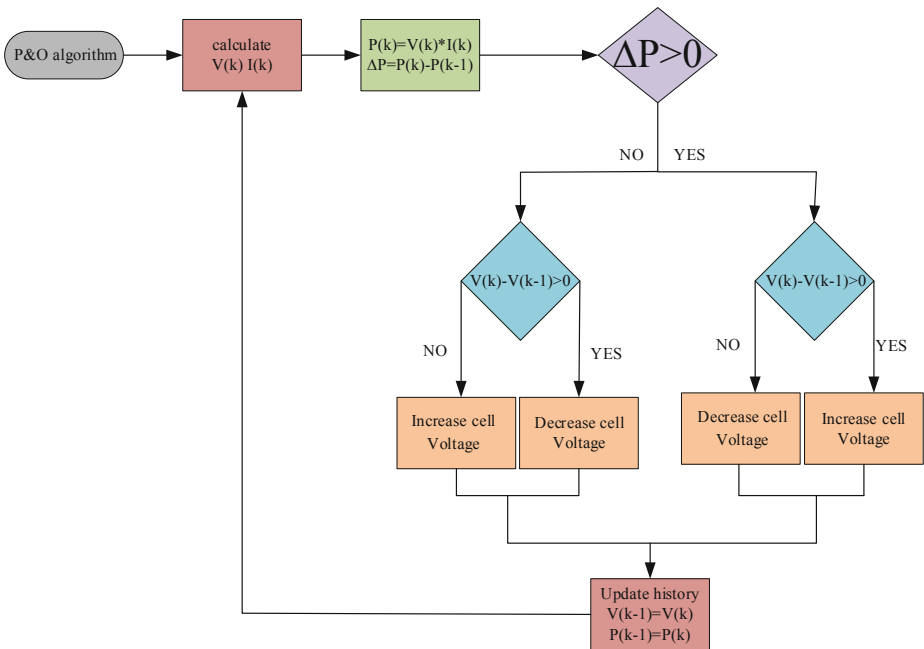 P&O algorithm
calculate
V(k) I(k)
P(k)=V(k)*I(k)
ΔP=P(k)-P(k-1)
ΔP>0
NO
YES
V(k)-V(k-1)>0
V(k)-V(k-1)>0
NO
YES
NO
YES
Increase cell
Voltage
Decrease cell
Voltage
Decrease cell
Voltage
Increase cell
Voltage
Update history
V(k-1)=V(k)
P(k-1)=P(k)